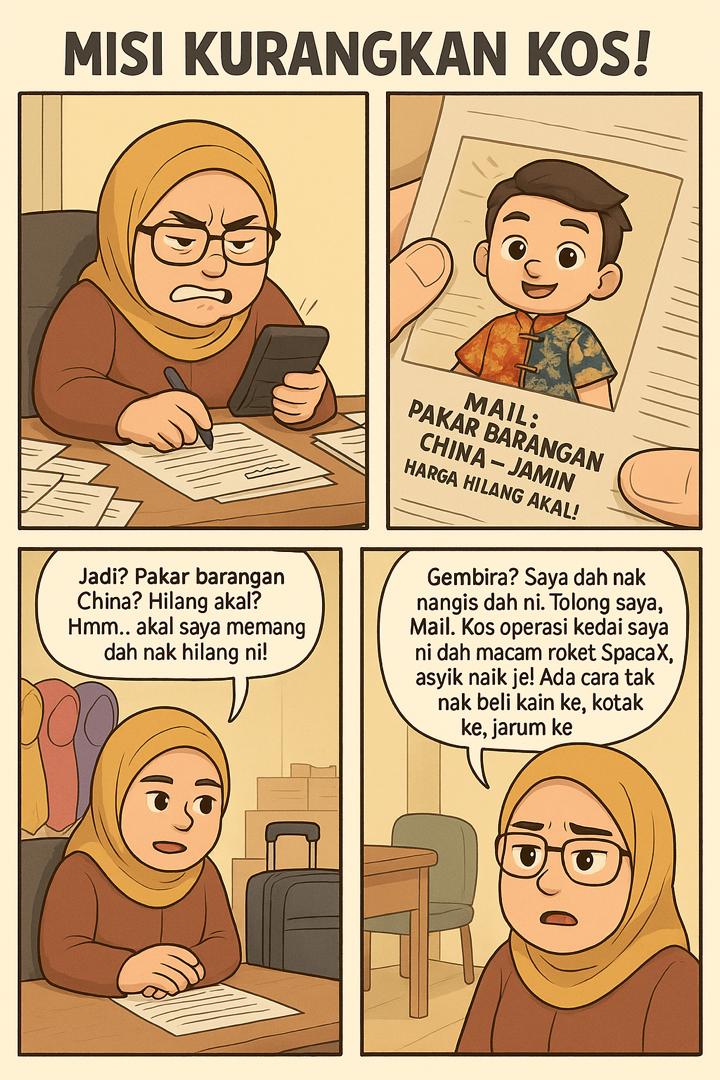 MISI KURANGKAN KOS!
MAIL:
PAKAR BARANGAN
CHINA – JAMIN
HARGA HILANG AKAL!
Jadi? Pakar barangan
China? Hilang akal?
Hmm.. akal saya memang
dah nak hilang ni!
Gembira? Saya dah nak
nangis dah ni. Tolong saya,
Mail. Kos operasi kedai saya
ni dah macam roket SpacaX,
asyik naik je! Ada cara tak
nak beli kain ke, kotak
ke, jarum ke